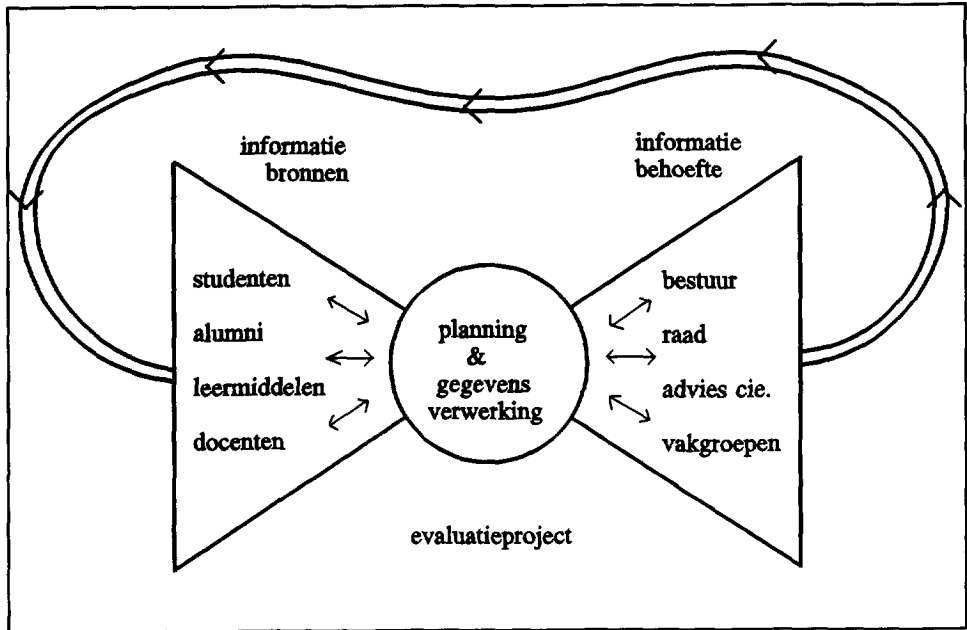 informatie
bronnen
informatie
behoefte
studenten
alumni
leermiddelen
docenten
planning
&
gegevens
verwerking
bestuur
raad
advies cie.
vakgroepen
evaluatieproject